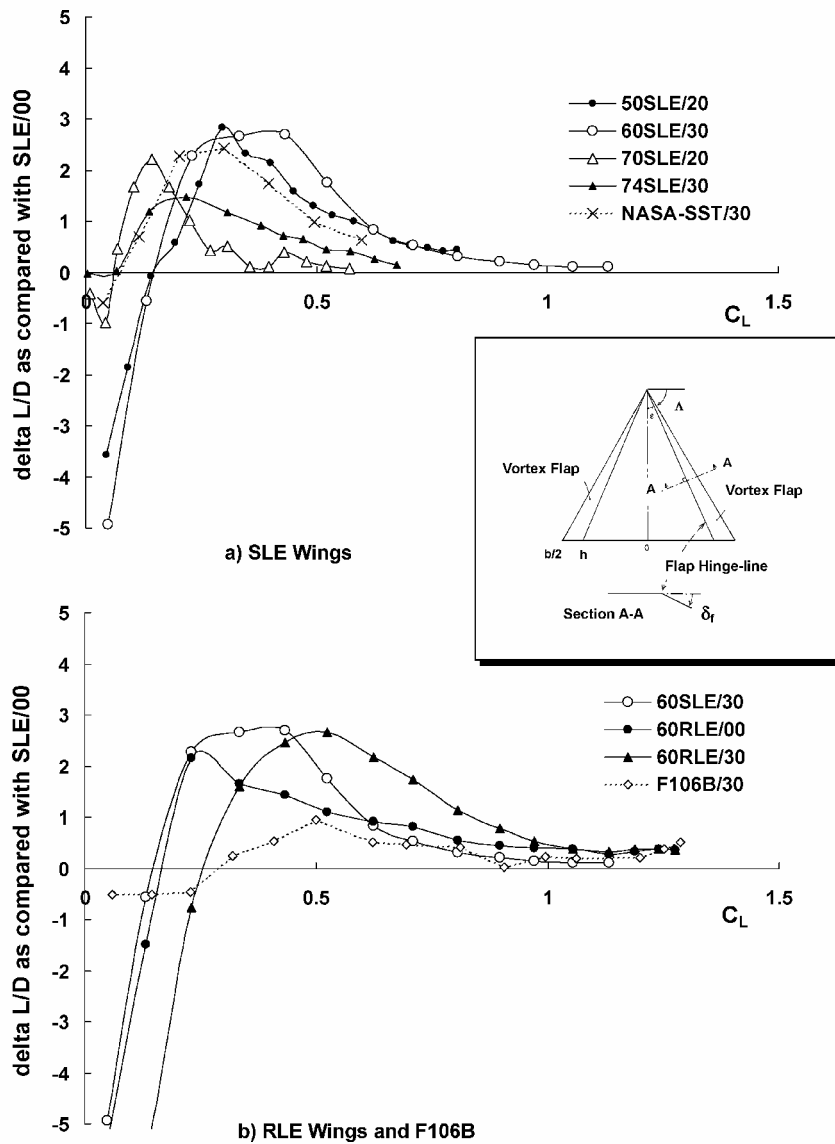 delta L/D as compared with SLE/00
5
4
3
2
1
0
-1
-2
-3
-4
-5
0
0.5
1
1.5
C_L
50SLE/20
60SLE/30
70SLE/20
74SLE/30
NASA-SST/30
a) SLE Wings
Λ
ε
A
A
Vortex Flap
Vortex Flap
b/2
h
0
Flap Hinge-line
Section A-A
δf
delta L/D as compared with SLE/00
5
4
3
2
1
0
-1
-2
-3
-4
-5
0
0.5
1
1.5
C_L
60SLE/30
60RLE/00
60RLE/30
F106B/30
b) RLE Wings and F106B